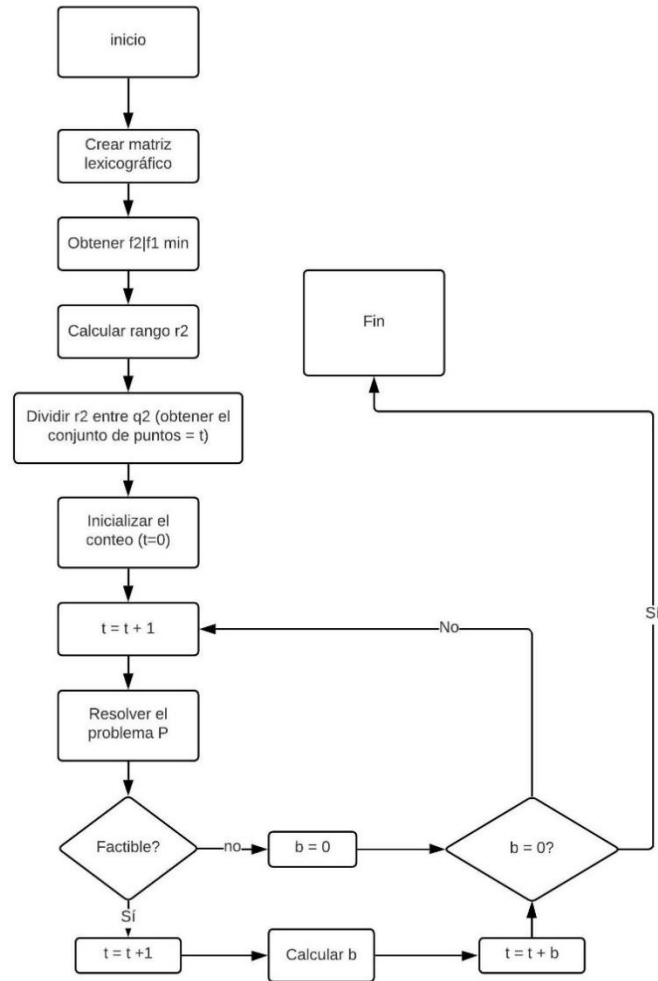 inicio
Crear matriz
lexicográfico
Obtener f2|f1 min
Calcular rango r2
Fin
Dividir r2 entre q2 (obtener el
conjunto de puntos = t)
Inicializar el
conteo (t=0)
t = t + 1
No
Sí
Resolver el
problema P
Factible?
no
b = 0
b = 0?
Sí
t = t +1
Calcular b
t = t + b